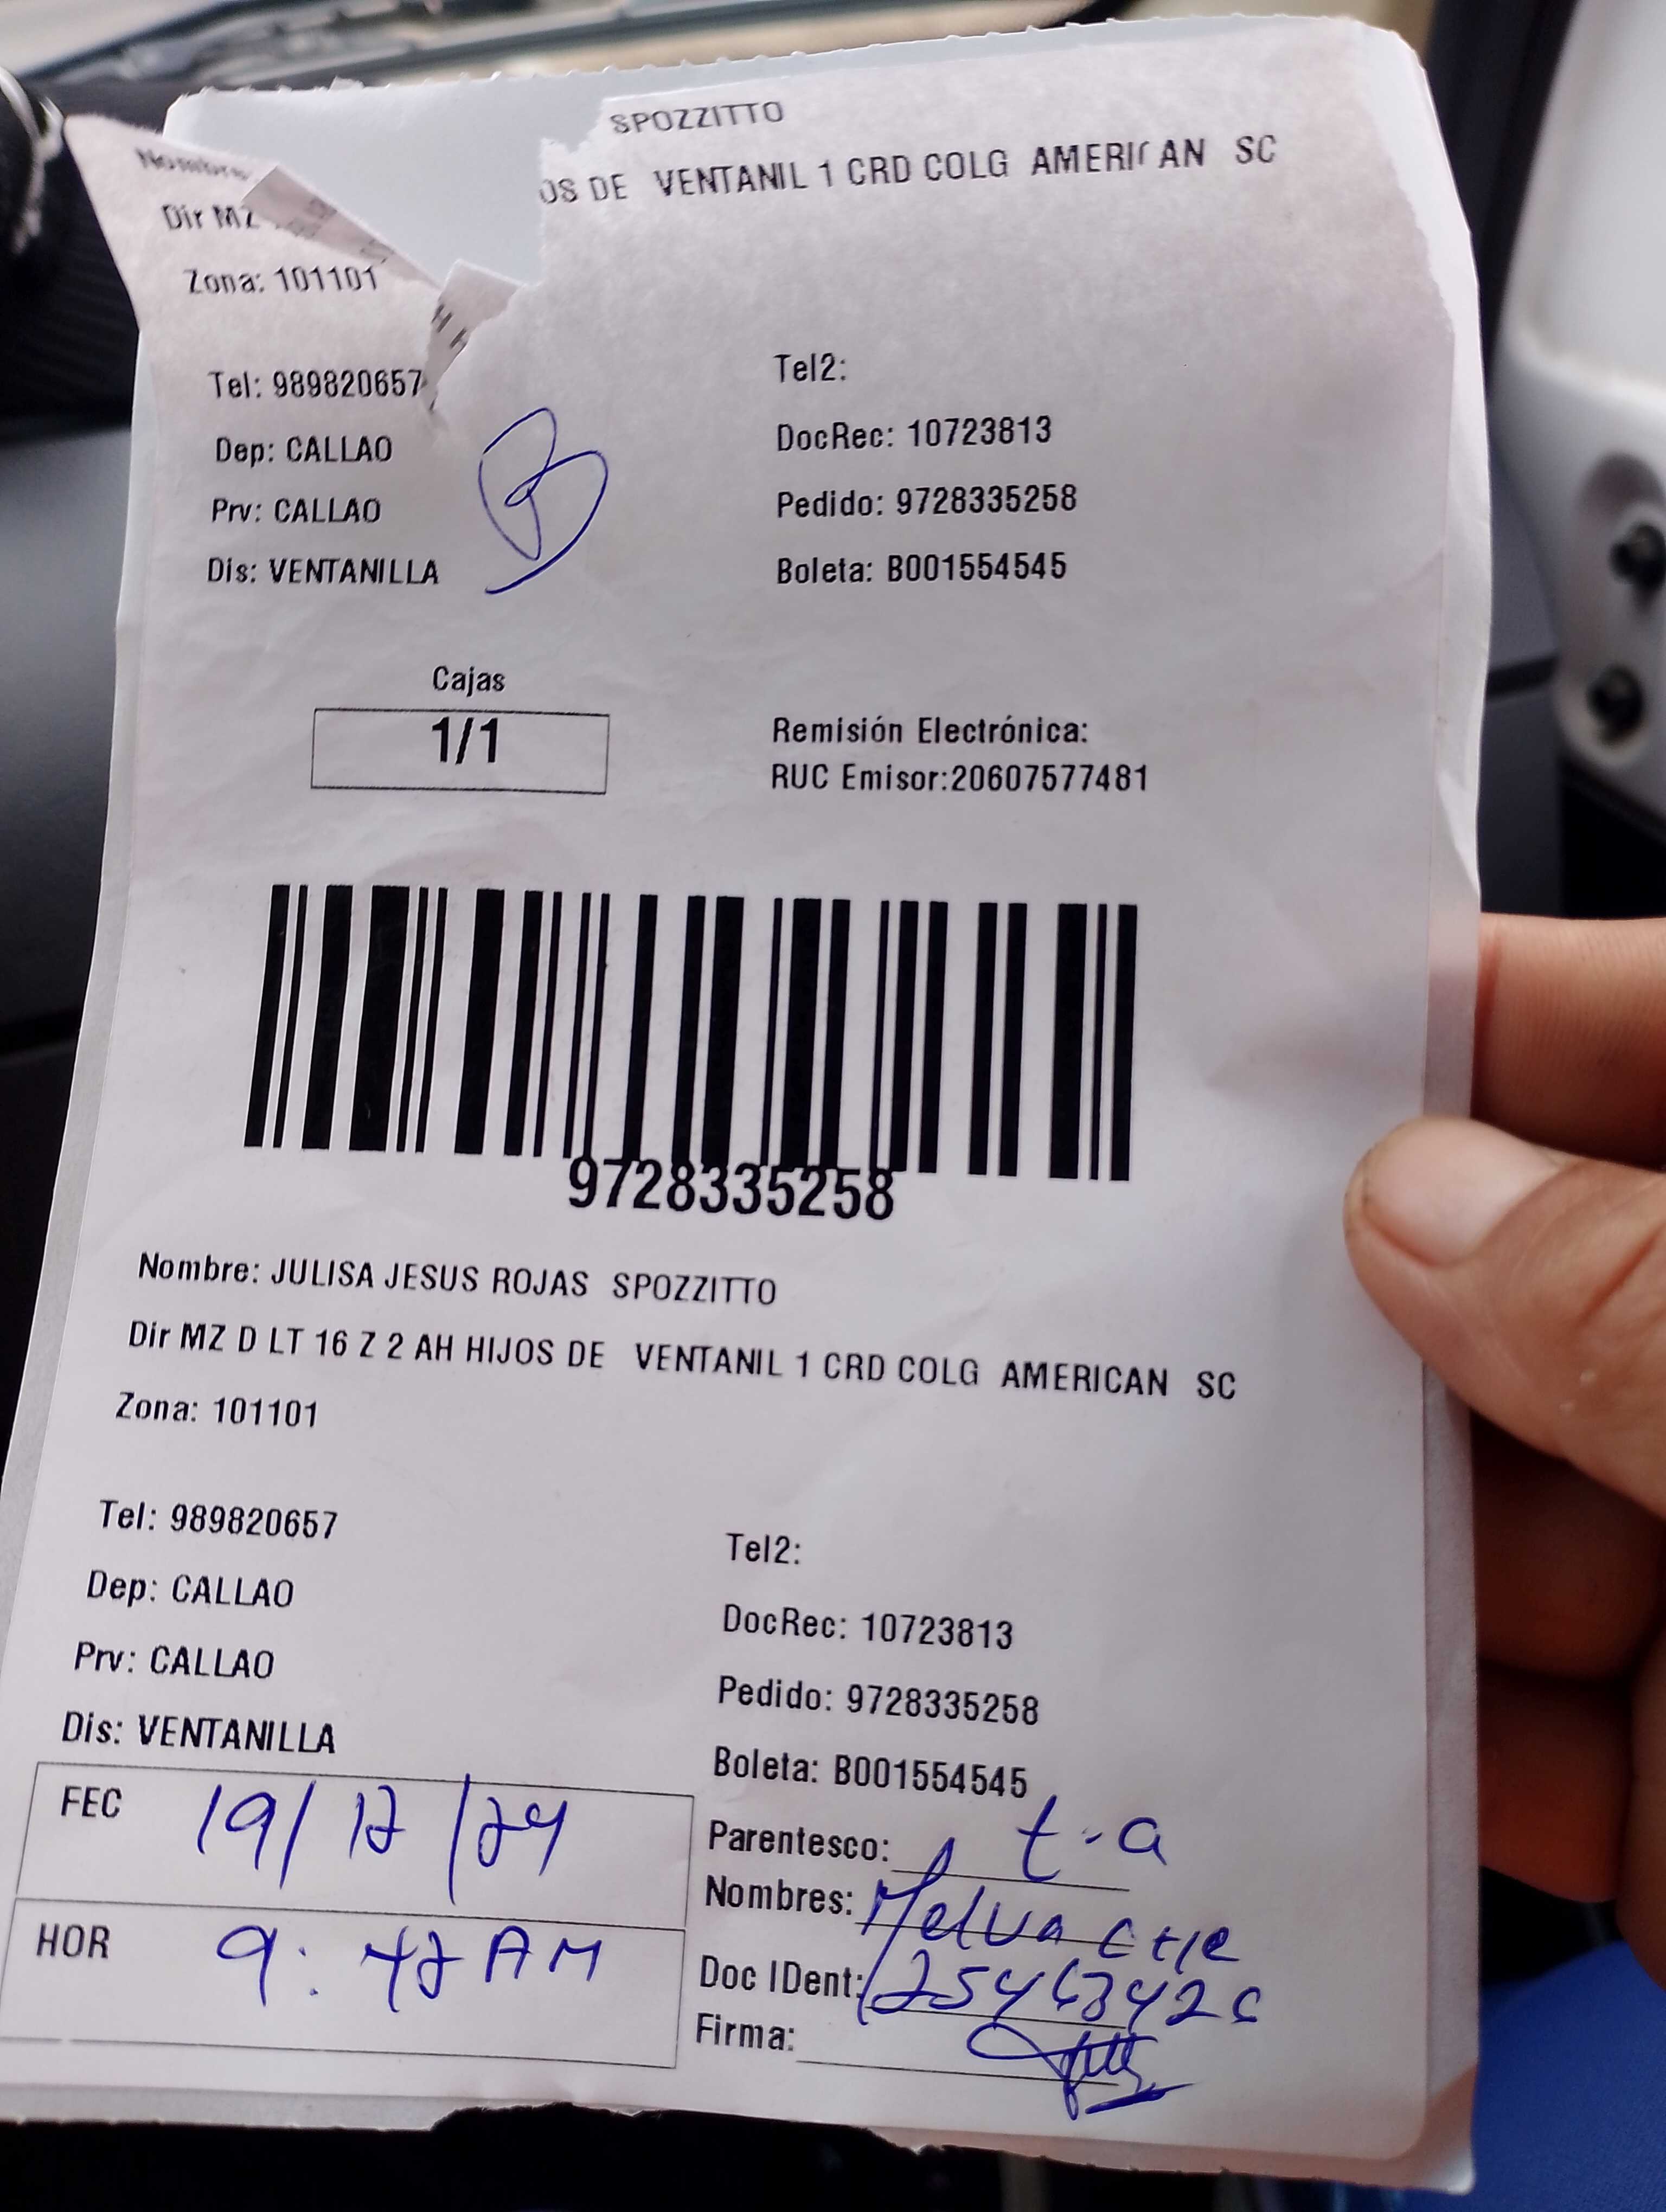 SPOZZITTO
Nombre
Dir MZ OS DE VENTANIL 1 CRD COLG AMERICAN SC
Zona: 101101
Tel: 989820657
Tel2:
Dep: CALLAO
DocRec: 10723813
Prv: CALLAO
Pedido: 9728335258
Dis: VENTANILLA
Boleta: B001554545
Cajas
1/1
Remisión Electrónica:
RUC Emisor:20607577481
9728335258
Nombre: JULISA JESUS ROJAS SPOZZITTO
Dir MZ D LT 16 Z 2 AH HIJOS DE VENTANIL 1 CRD COLG AMERICAN SC
Zona: 101101
Tel: 989820657
Tel2:
Dep: CALLAO
DocRec: 10723813
Prv: CALLAO
Pedido: 9728335258
Dis: VENTANILLA
Boleta: B001554545
FEC 19/12/24
Parentesco: t-a
Nombres: Melva
HOR 9:42 AM
Doc IDent:
Firma: